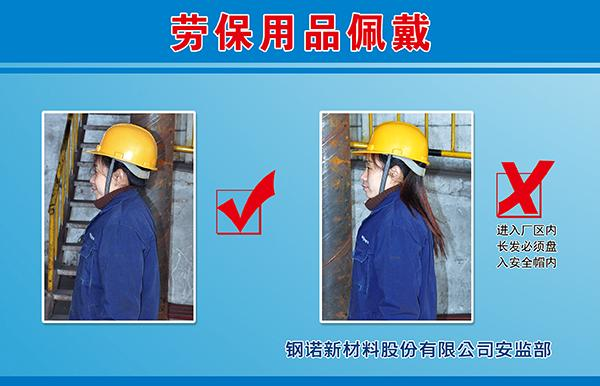 劳保用品佩戴
进入厂区内
长发必须盘
入安全帽内
钢诺新材料股份有限公司安监部